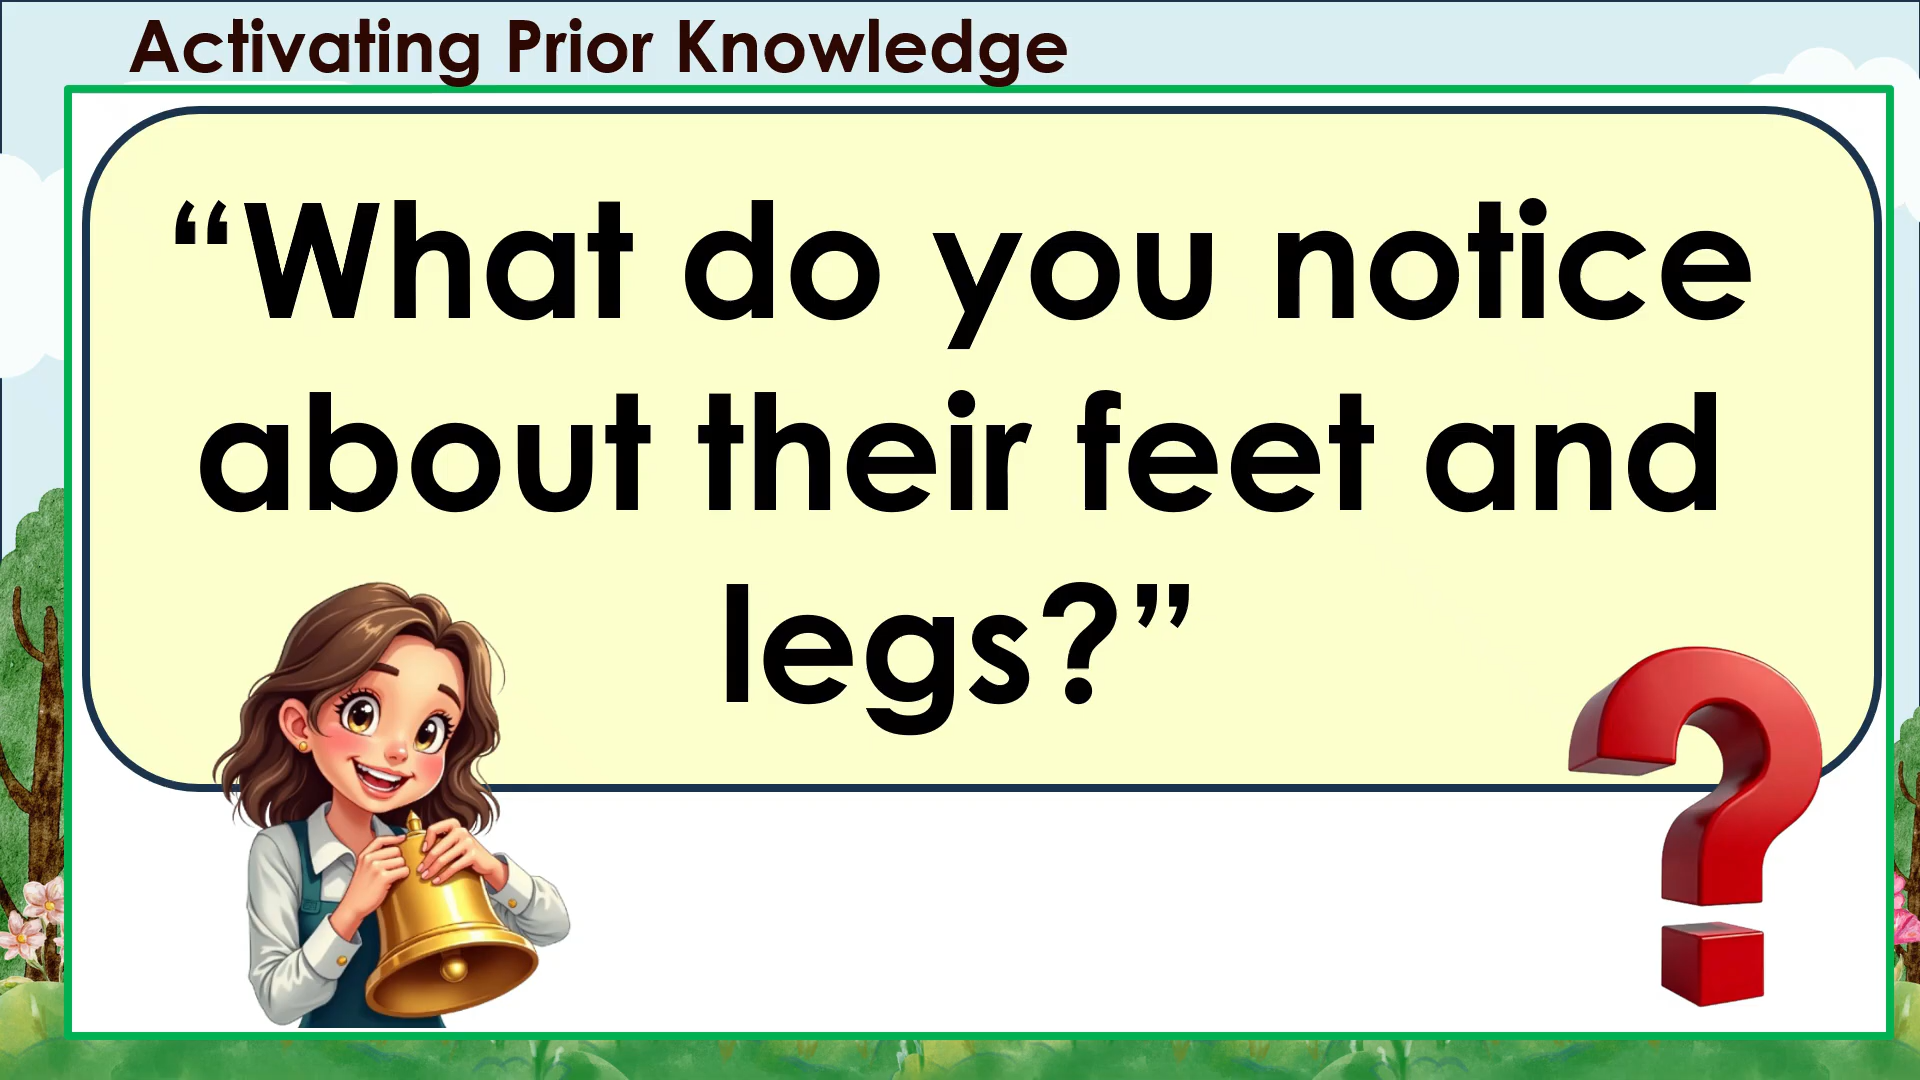 Activating Prior Knowledge
“What do you notice
about their feet and
legs?”